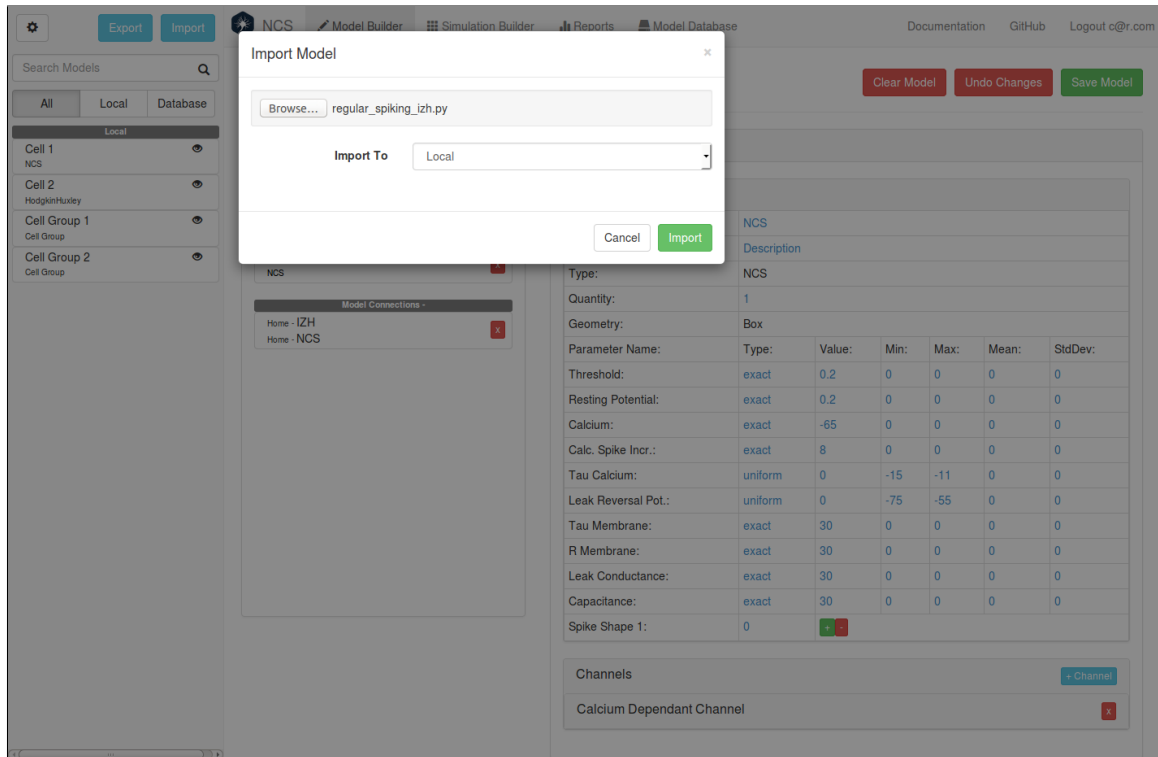 Export Import
NCS Model Builder Simulation Builder Reports Model Database Documentation GitHub Logout c@r.com
Search Models
All Local Database
Local
Cell 1
NCS
Cell 2
HodgkinHuxley
Cell Group 1
Cell Group
Cell Group 2
Cell Group
Import Model ×
Browse... regular_spiking_izh.py
Import To Local
Cancel Import
Clear Model Undo Changes Save Model
NCS x
Model Connections -
Home - IZH
Home - NCS
x
NCS
Description
Type: NCS
Quantity: 1
Geometry: Box
Parameter Name: Type: Value: Min: Max: Mean: StdDev:
Threshold: exact 0.2 0 0 0 0
Resting Potential: exact 0.2 0 0 0 0
Calcium: exact -65 0 0 0 0
Calc. Spike Incr.: exact 8 0 0 0 0
Tau Calcium: uniform 0 -15 -11 0 0
Leak Reversal Pot.: uniform 0 -75 -55 0 0
Tau Membrane: exact 30 0 0 0 0
R Membrane: exact 30 0 0 0 0
Leak Conductance: exact 30 0 0 0 0
Capacitance: exact 30 0 0 0 0
Spike Shape 1: 0 + -
Channels + Channel
Calcium Dependant Channel x